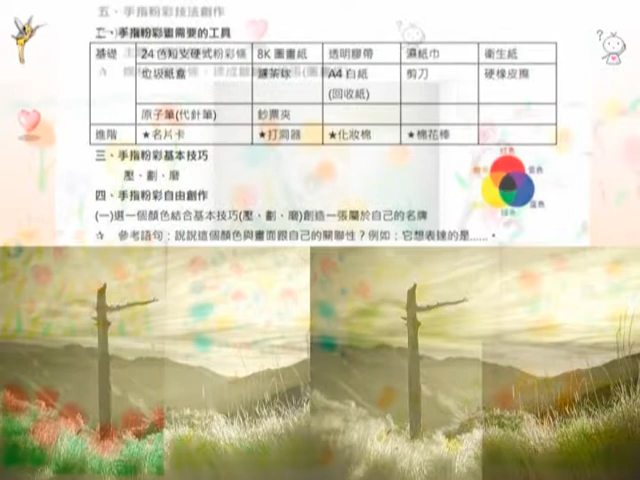 五、手指粉彩技法創作
二、手指粉彩畫需要的工具
基礎 24色短支硬式粉彩條 8K圖畫紙 透明膠帶 濕紙巾 衛生紙
垃圾紙盒 濾茶球 A4白紙 剪刀 硬橡皮擦
(回收紙)
原子筆(代針筆) 鈔票夾
進階 ★名片卡 ★打洞器 ★化妝棉 ★棉花棒
三、手指粉彩基本技巧
壓、劃、磨
四、手指粉彩自由創作
(一)選一個顏色結合基本技巧(壓、劃、磨)創造一張屬於自己的名牌
☆ 參考語句：說說這個顏色與畫面跟自己的關聯性？例如：它想表達的是......。